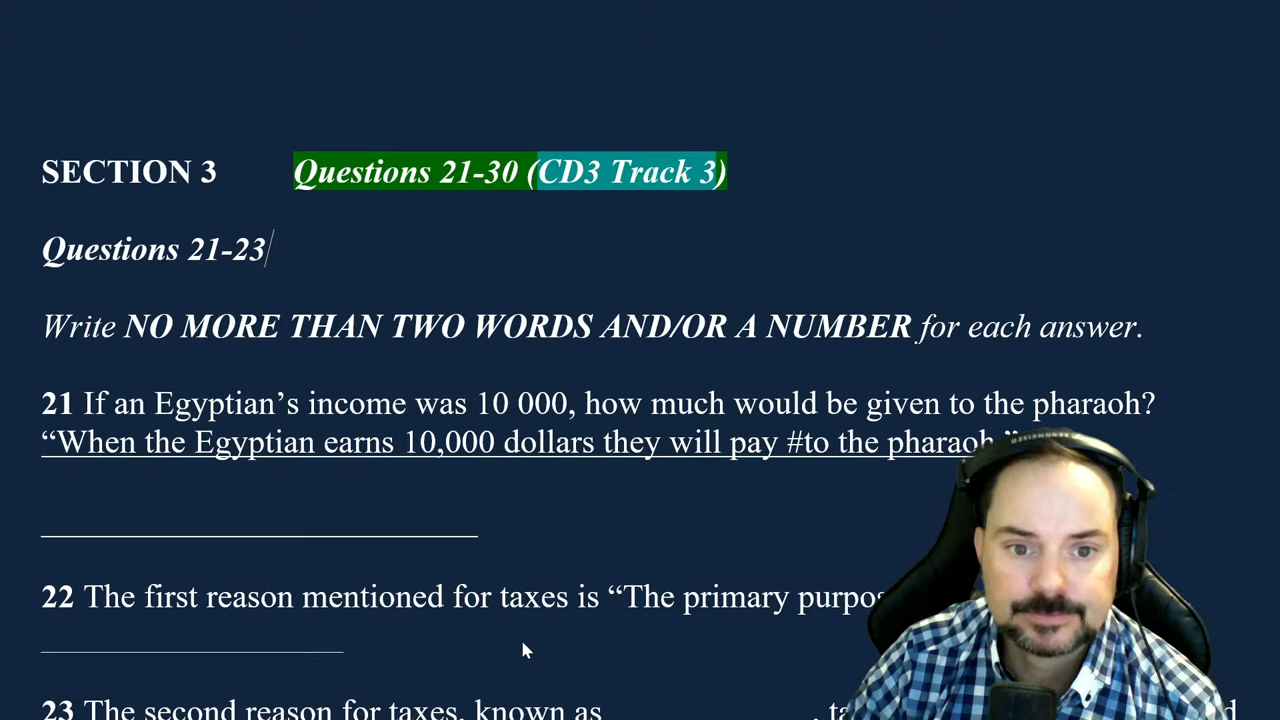 SECTION 3 Questions 21-30 (CD3 Track 3)
Questions 21-23
Write NO MORE THAN TWO WORDS AND/OR A NUMBER for each answer.
21 If an Egyptian’s income was 10 000, how much would be given to the pharaoh?
“When the Egyptian earns 10,000 dollars they will pay #to the pharaoh.”
22 The first reason mentioned for taxes is “The primary
23 The second reason for taxes, known as ,